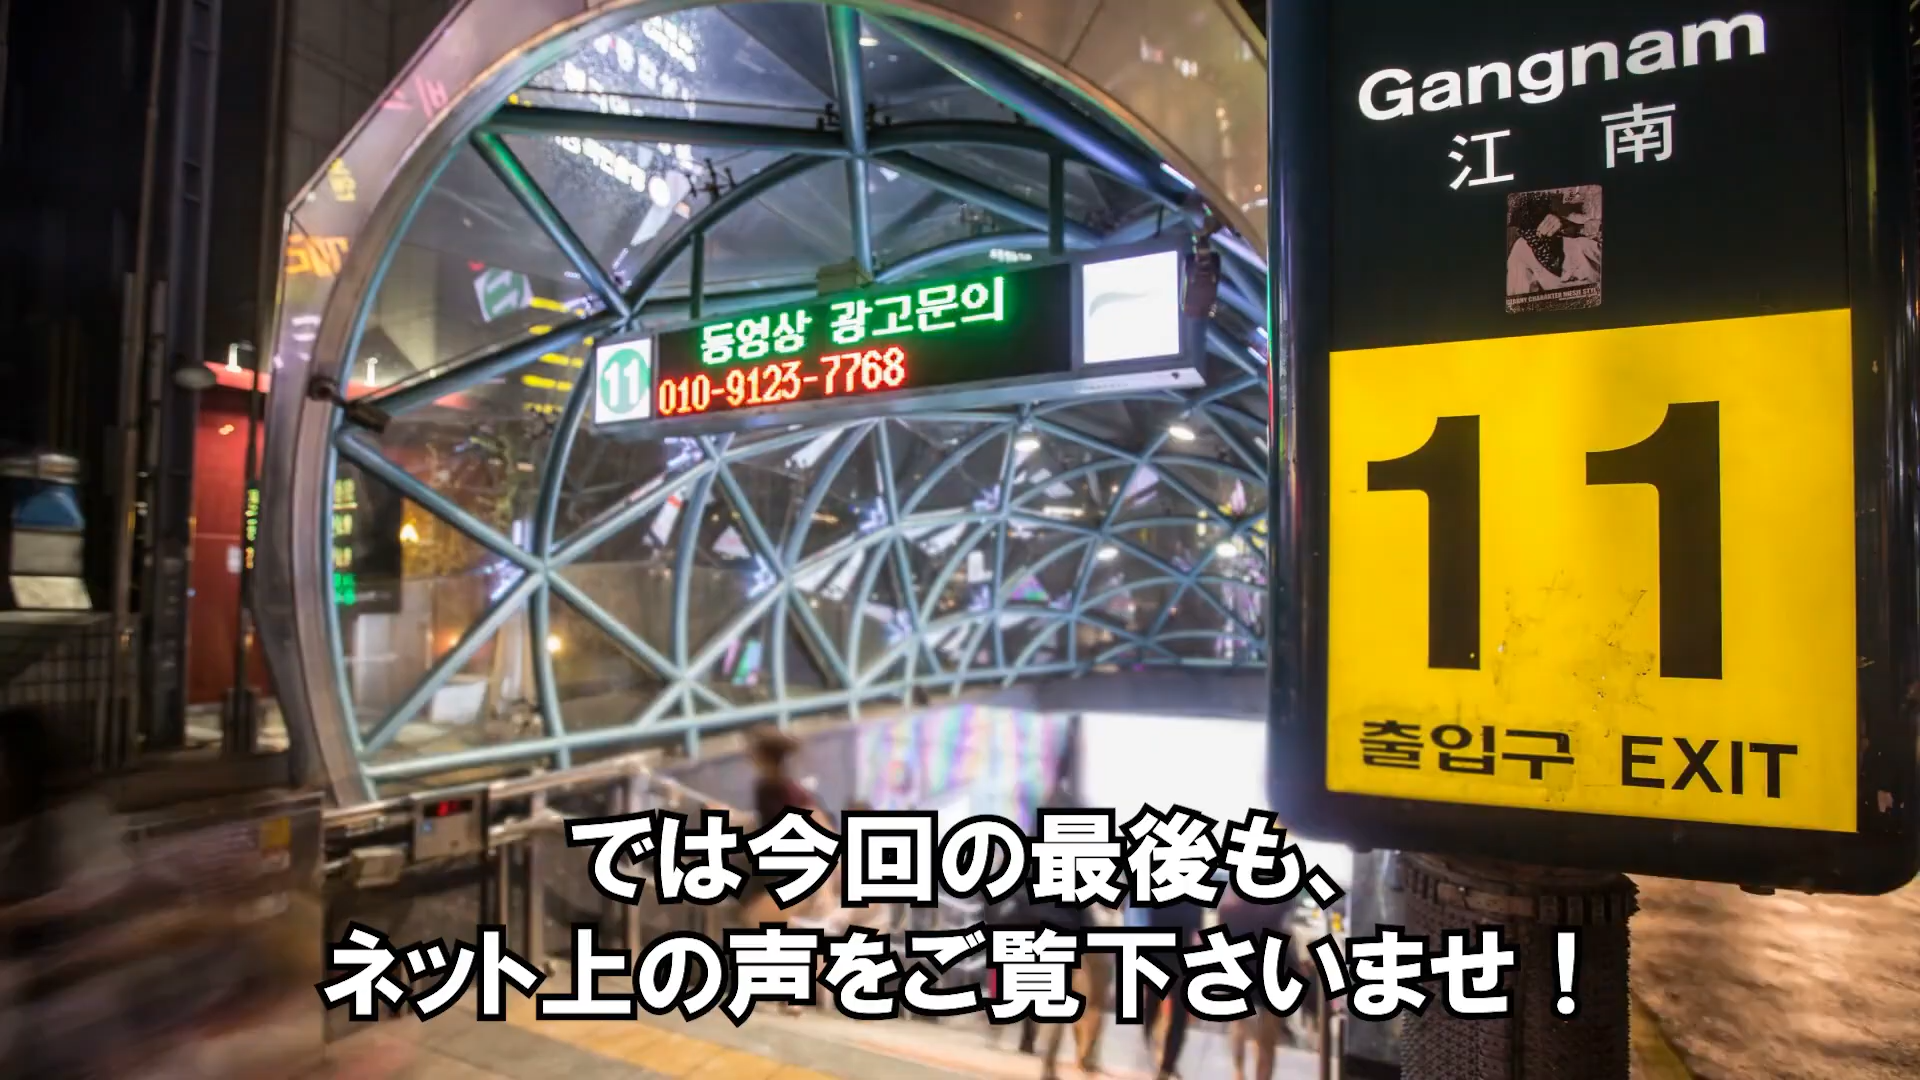 Gangnam
江南
11
출입구 EXIT
11
동영상 광고문의
010-9123-7768
では今回の最後も、
ネット上の声をご覧下さいませ！